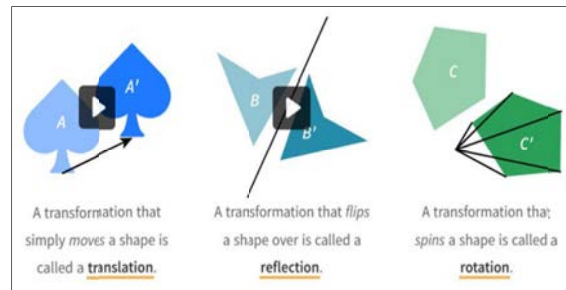 A'
A
B
B'
C
C'
A transformation that
simply moves a shape is
called a translation.
A transformation that flips
a shape over is called a
reflection.
A transformation that
spins a shape is called a
rotation.